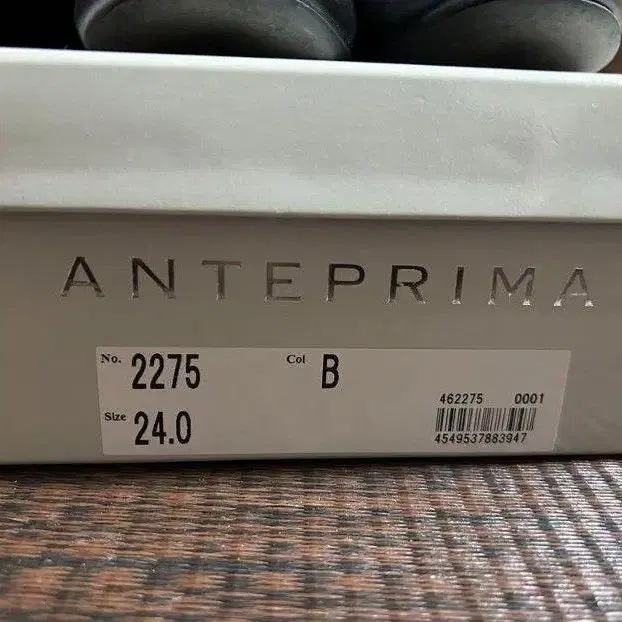 ANTEPRIMA
No. 2275 Col B
Size 24.0
462275 0001
4549537883947